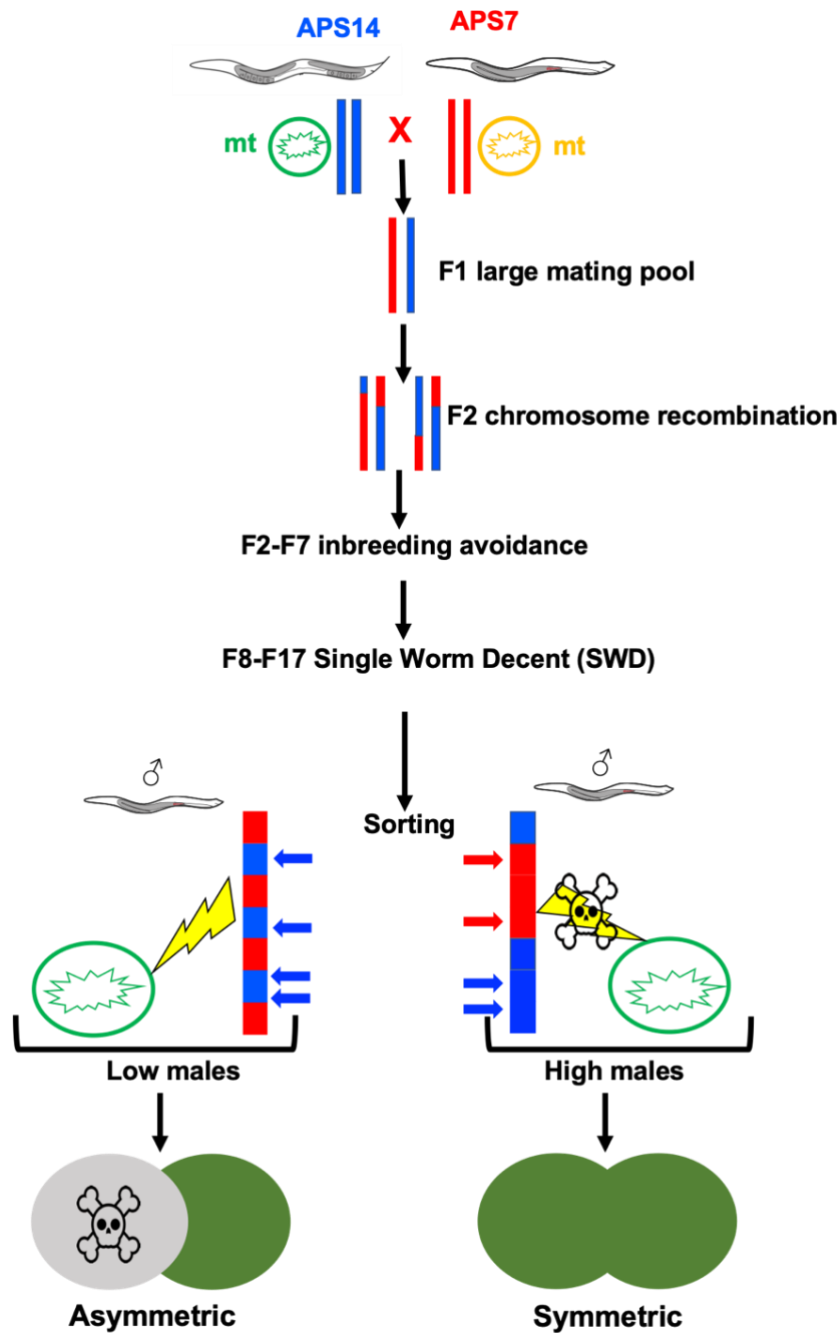 APS14
APS7
mt
X
mt
F1 large mating pool
F2 chromosome recombination
F2-F7 inbreeding avoidance
F8-F17 Single Worm Decent (SWD)
♂
♂
Sorting
Low males
High males
Asymmetric
Symmetric